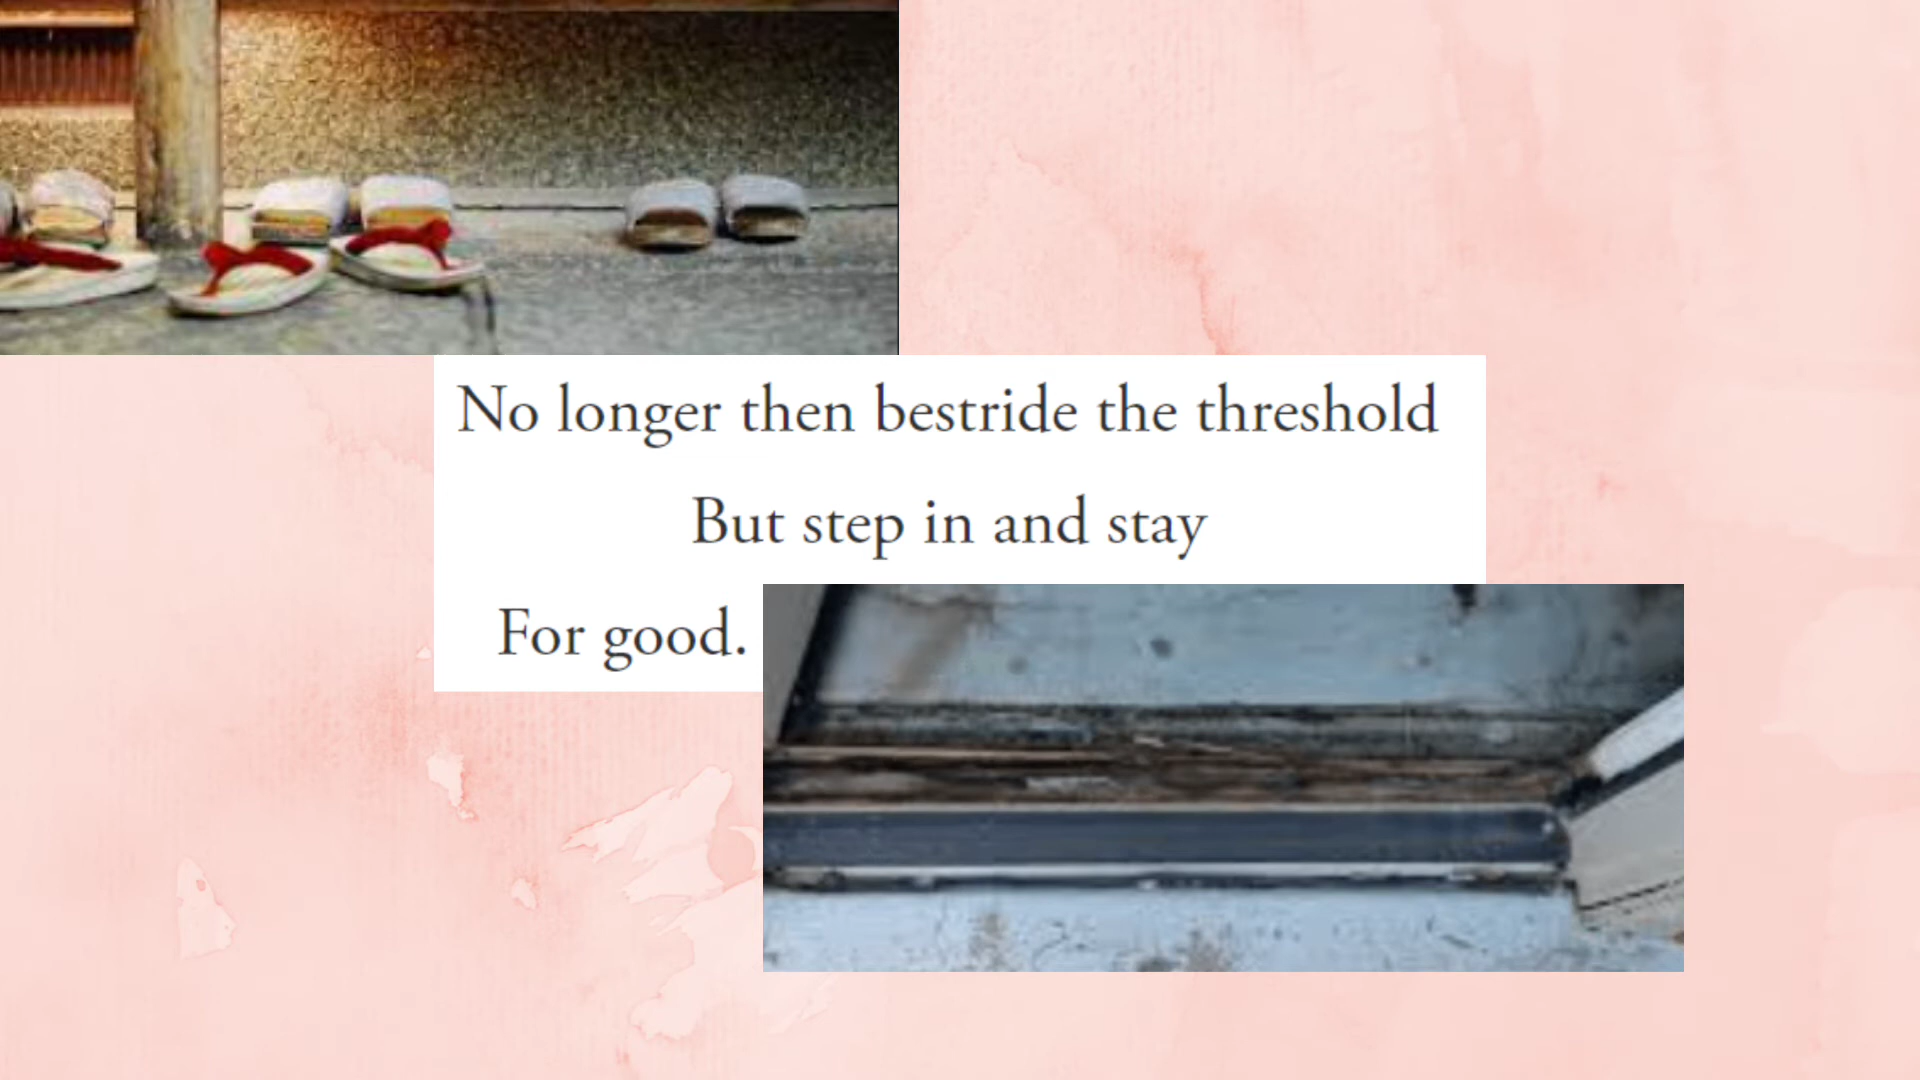 No longer then bestride the threshold
But step in and stay
For good.